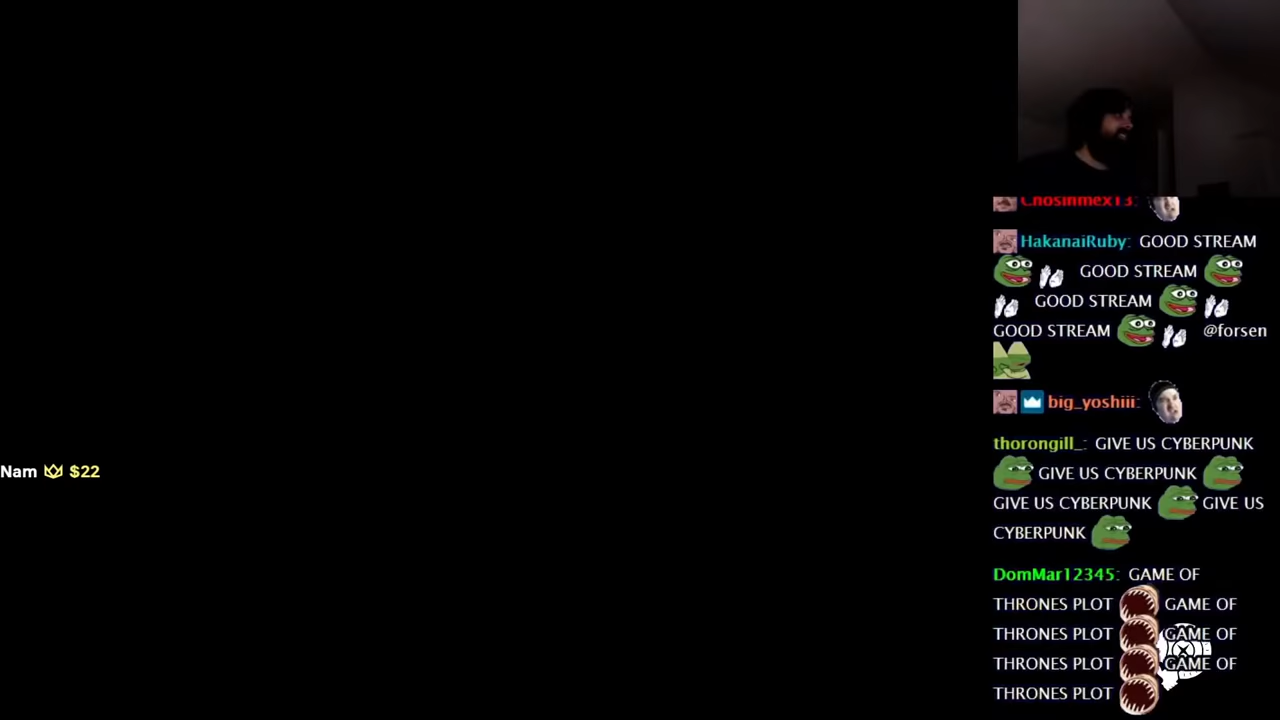 Chosinmex13:
HakanaiRuby: GOOD STREAM
GOOD STREAM
GOOD STREAM
GOOD STREAM @forsen
big_yoshiii:
Nam $22
thorongill_: GIVE US CYBERPUNK
GIVE US CYBERPUNK
GIVE US CYBERPUNK GIVE US
CYBERPUNK
DomMar12345: GAME OF
THRONES PLOT GAME OF
THRONES PLOT GAME OF
THRONES PLOT GAME OF
THRONES PLOT